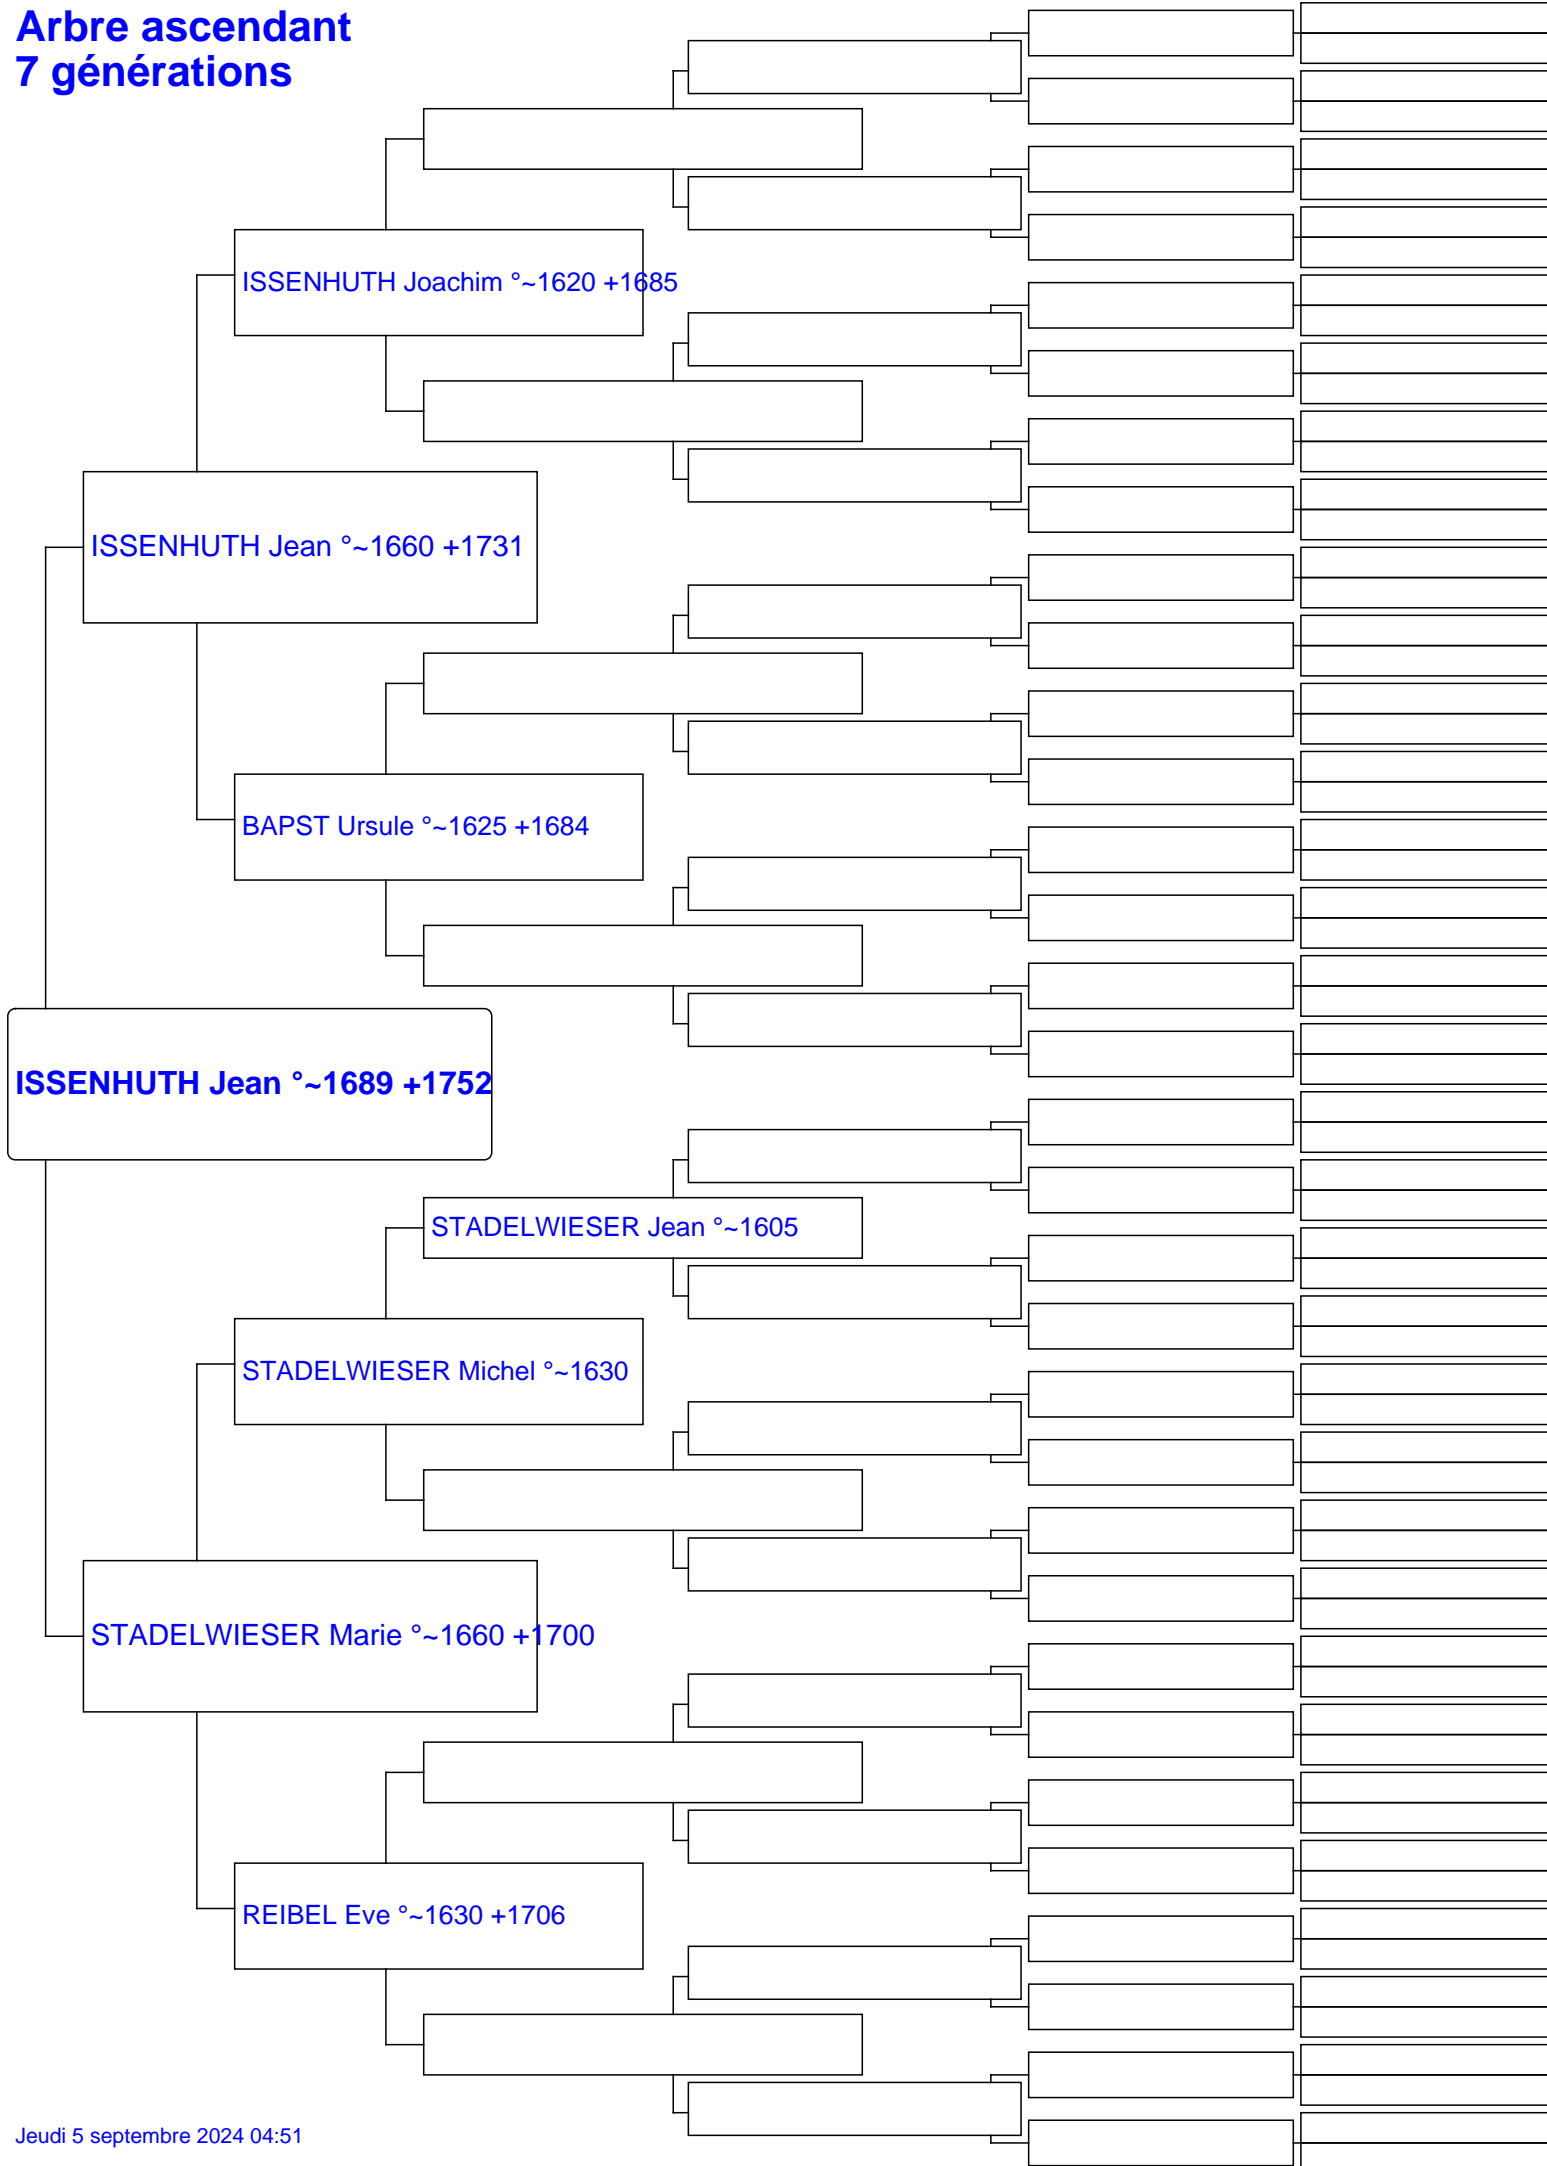 Arbre ascendant
7 générations
ISSENHUTH Joachim °~1620 +1685
ISSENHUTH Jean °~1660 +1731
BAPST Ursule °~1625 +1684
ISSENHUTH Jean °~1689 +1752
STADELWIESER Jean °~1605
STADELWIESER Michel °~1630
STADELWIESER Marie °~1660 +1700
REIBEL Eve °~1630 +1706
Jeudi 5 septembre 2024 04:51